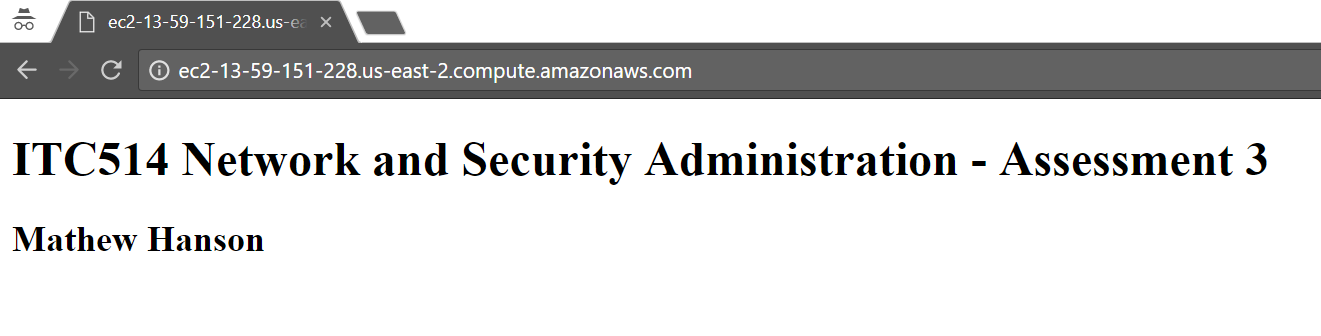 ec2-13-59-151-228.us-ea
ec2-13-59-151-228.us-east-2.compute.amazonaws.com
ITC514 Network and Security Administration - Assessment 3
Mathew Hanson